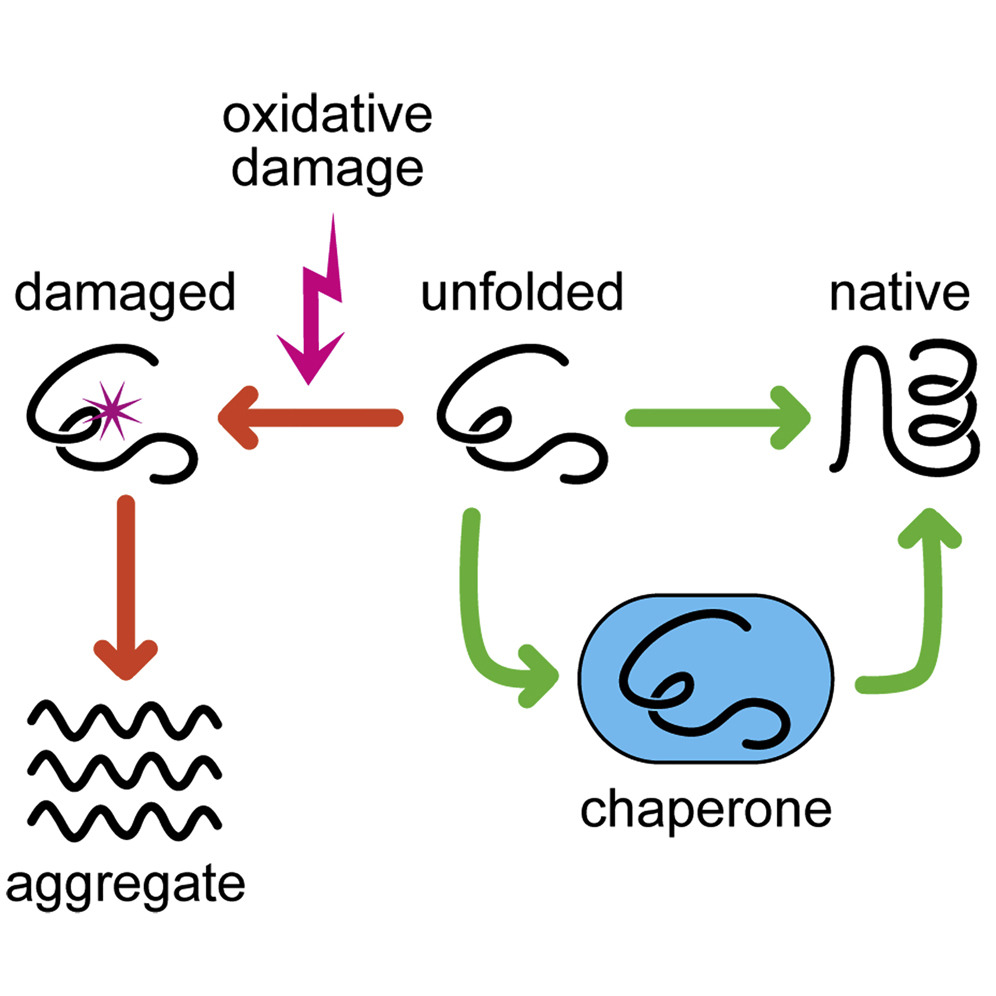 oxidative
damage
damaged
unfolded
native
chaperone
aggregate